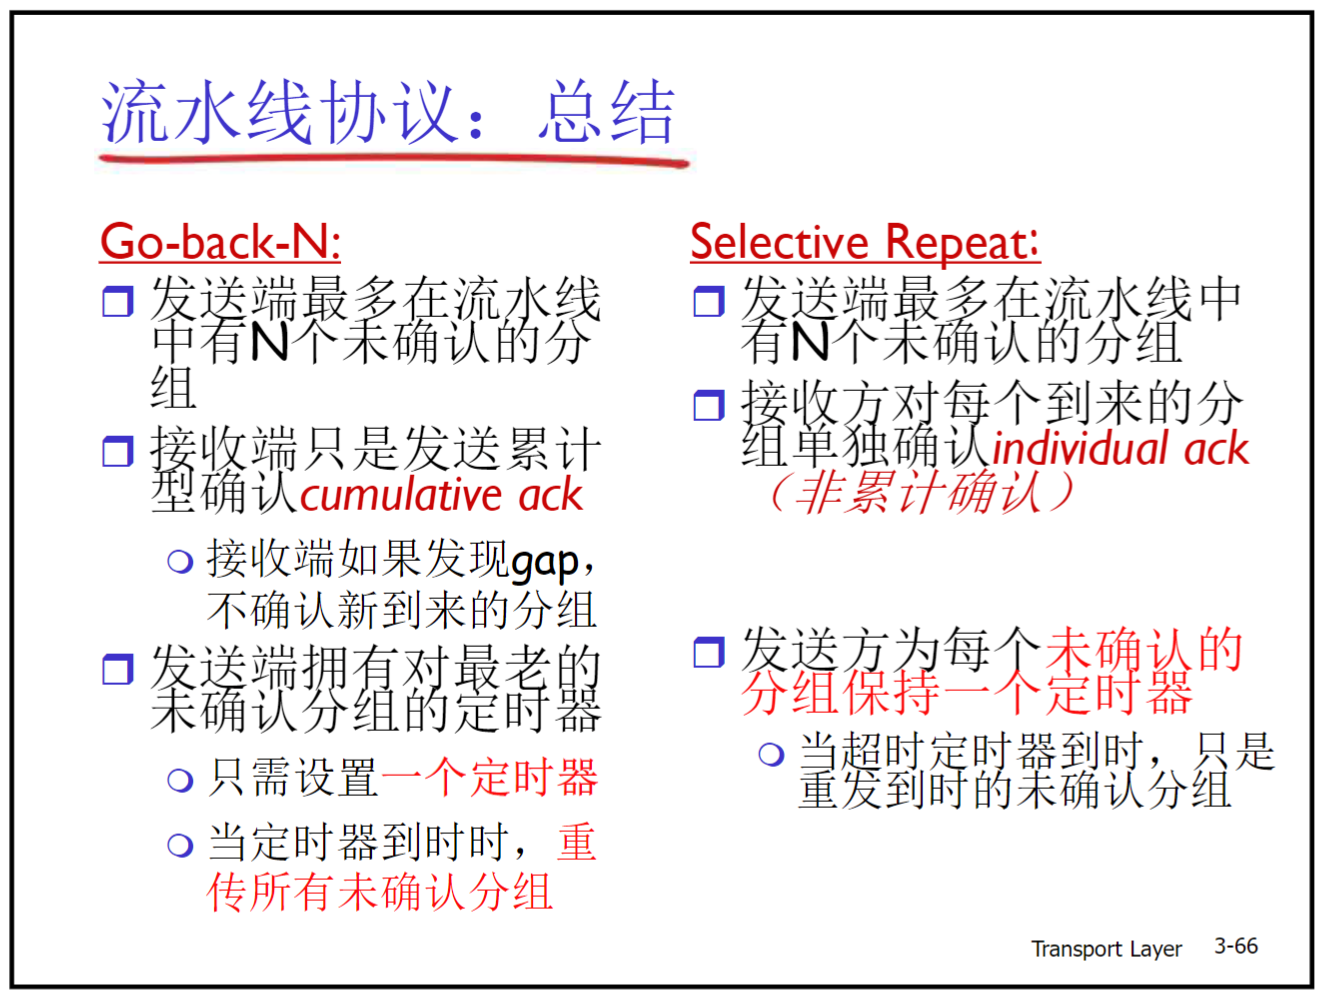 流水线协议：总结
Go-back-N:
发送端最多在流水线
中有N个未确认的分
组
接收端只是发送累计
型确认cumulative ack
接收端如果发现gap，
不确认新到来的分组
发送端拥有对最老的
未确认分组的定时器
只需设置一个定时器
当定时器到时时，重
传所有未确认分组
Selective Repeat:
发送端最多在流水线中
有N个未确认的分组
接收方对每个到来的分
组单独确认individual ack
（非累计确认）
发送方为每个未确认的
分组保持一个定时器
当超时定时器到时，只是
重发到时的未确认分组
Transport Layer 3-66